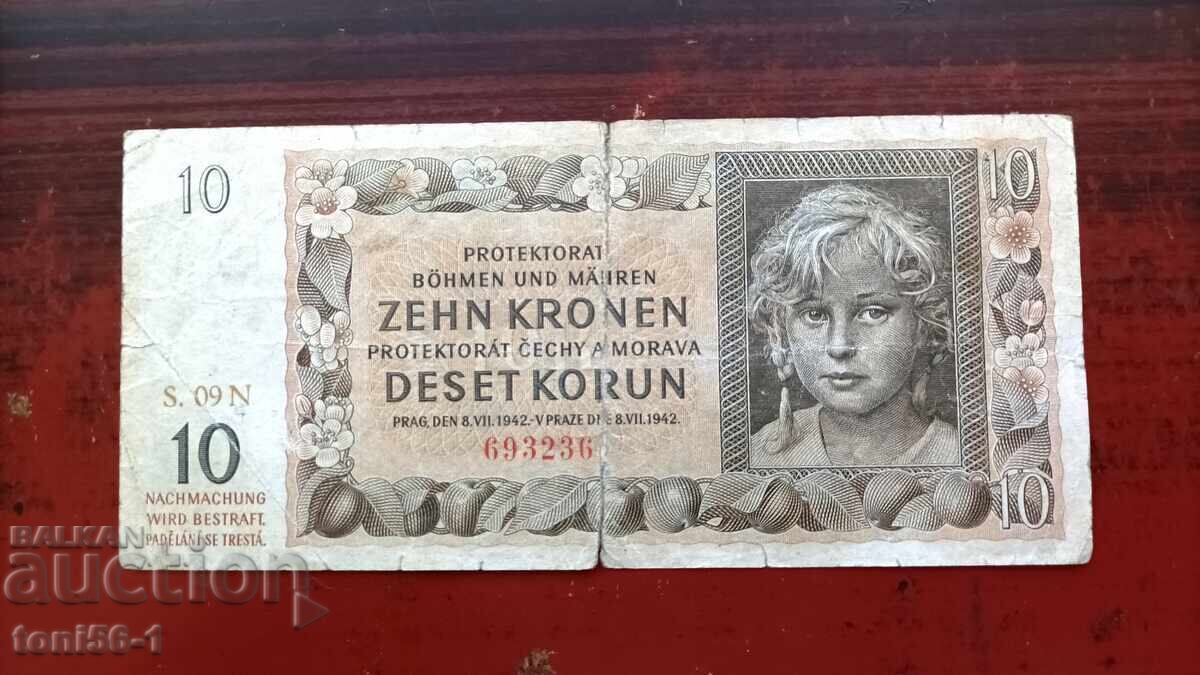 10
10
PROTEKTORAT
BÖHMEN UND MÄHREN
ZEHN KRONEN
PROTEKTORÁT ČECHY A MORAVA
DESET KORUN
PRAG, DEN 8.VII.1942.-V PRAZE DNE 8.VII.1942.
693236
S. 09 N
10
NACHMACHUNG
WIRD BESTRAFT.
PADĚLÁNÍ SE TRESTÁ.
10
BALKAN
auction
toni56-1